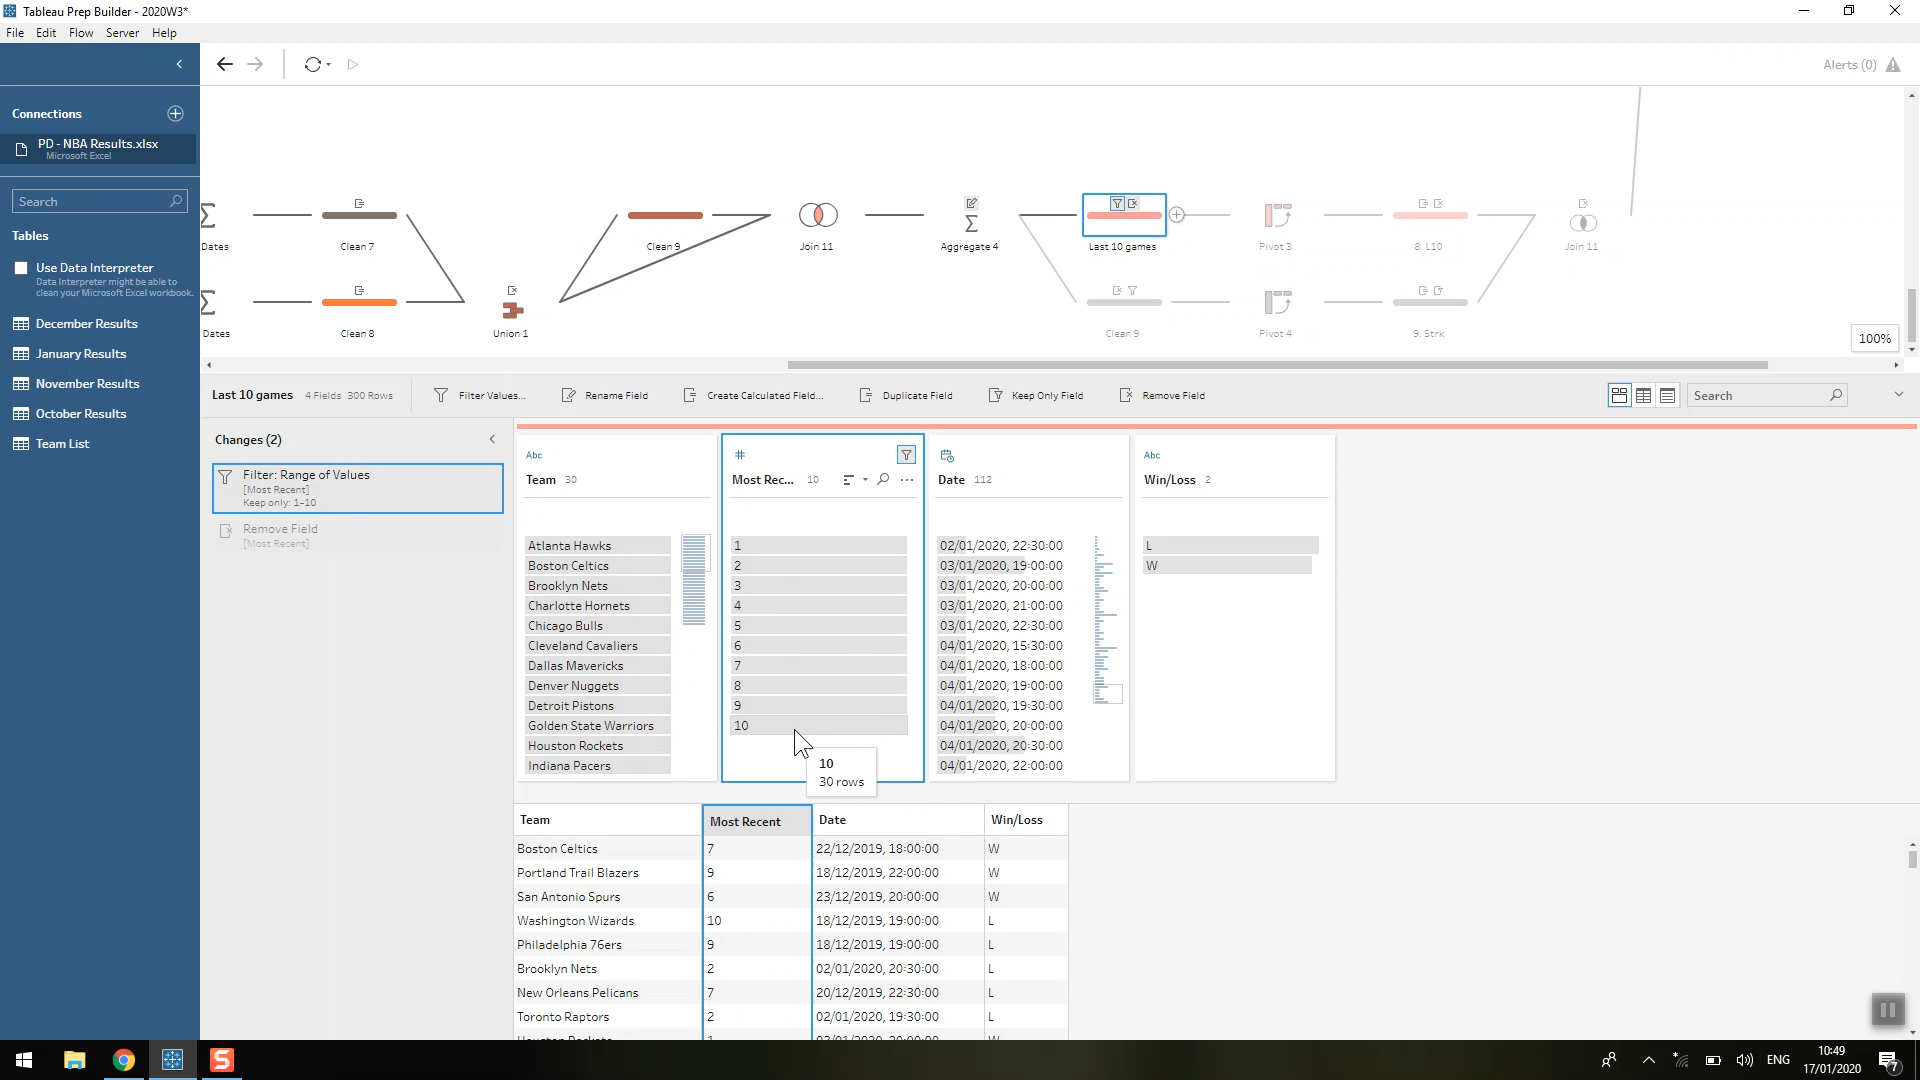 Tableau Prep Builder - 2020W3*
File Edit Flow Server Help
Alerts (0)
Connections
PD - NBA Results.xlsx
Microsoft Excel
Search
Tables
Use Data Interpreter
Data Interpreter might be able to
clean your Microsoft Excel workbook.
December Results
January Results
November Results
October Results
Team List
Dates Clean 7 Clean 9 Join 11 Aggregate 4 Last 10 games Pivot 3 8. L10 Join 11
Dates Clean 8 Union 1 Clean 9 Pivot 4 9. Strk
100%
Last 10 games 4 Fields 300 Rows Filter Values... Rename Field Create Calculated Field... Duplicate Field Keep Only Field Remove Field Search
Changes (2)
Filter: Range of Values
[Most Recent]
Keep only: 1–10
Remove Field
[Most Recent]
Abc # Abc
Team 30 Most Rec... 10 Date 112 Win/Loss 2
Atlanta Hawks 1 02/01/2020, 22:30:00 L
Boston Celtics 2 03/01/2020, 19:00:00 W
Brooklyn Nets 3 03/01/2020, 20:00:00
Charlotte Hornets 4 03/01/2020, 21:00:00
Chicago Bulls 5 03/01/2020, 22:30:00
Cleveland Cavaliers 6 04/01/2020, 15:30:00
Dallas Mavericks 7 04/01/2020, 18:00:00
Denver Nuggets 8 04/01/2020, 19:00:00
Detroit Pistons 9 04/01/2020, 19:30:00
Golden State Warriors 10 04/01/2020, 20:00:00
Houston Rockets 04/01/2020, 20:30:00
Indiana Pacers 04/01/2020, 22:00:00
10
30 rows
Team Most Recent Date Win/Loss
Boston Celtics 7 22/12/2019, 18:00:00 W
Portland Trail Blazers 9 18/12/2019, 22:00:00 W
San Antonio Spurs 6 23/12/2019, 20:00:00 W
Washington Wizards 10 18/12/2019, 19:00:00 L
Philadelphia 76ers 9 18/12/2019, 19:00:00 L
Brooklyn Nets 2 02/01/2020, 20:30:00 L
New Orleans Pelicans 7 20/12/2019, 22:30:00 L
Toronto Raptors 2 02/01/2020, 19:30:00 L
ENG
10:49
17/01/2020
7